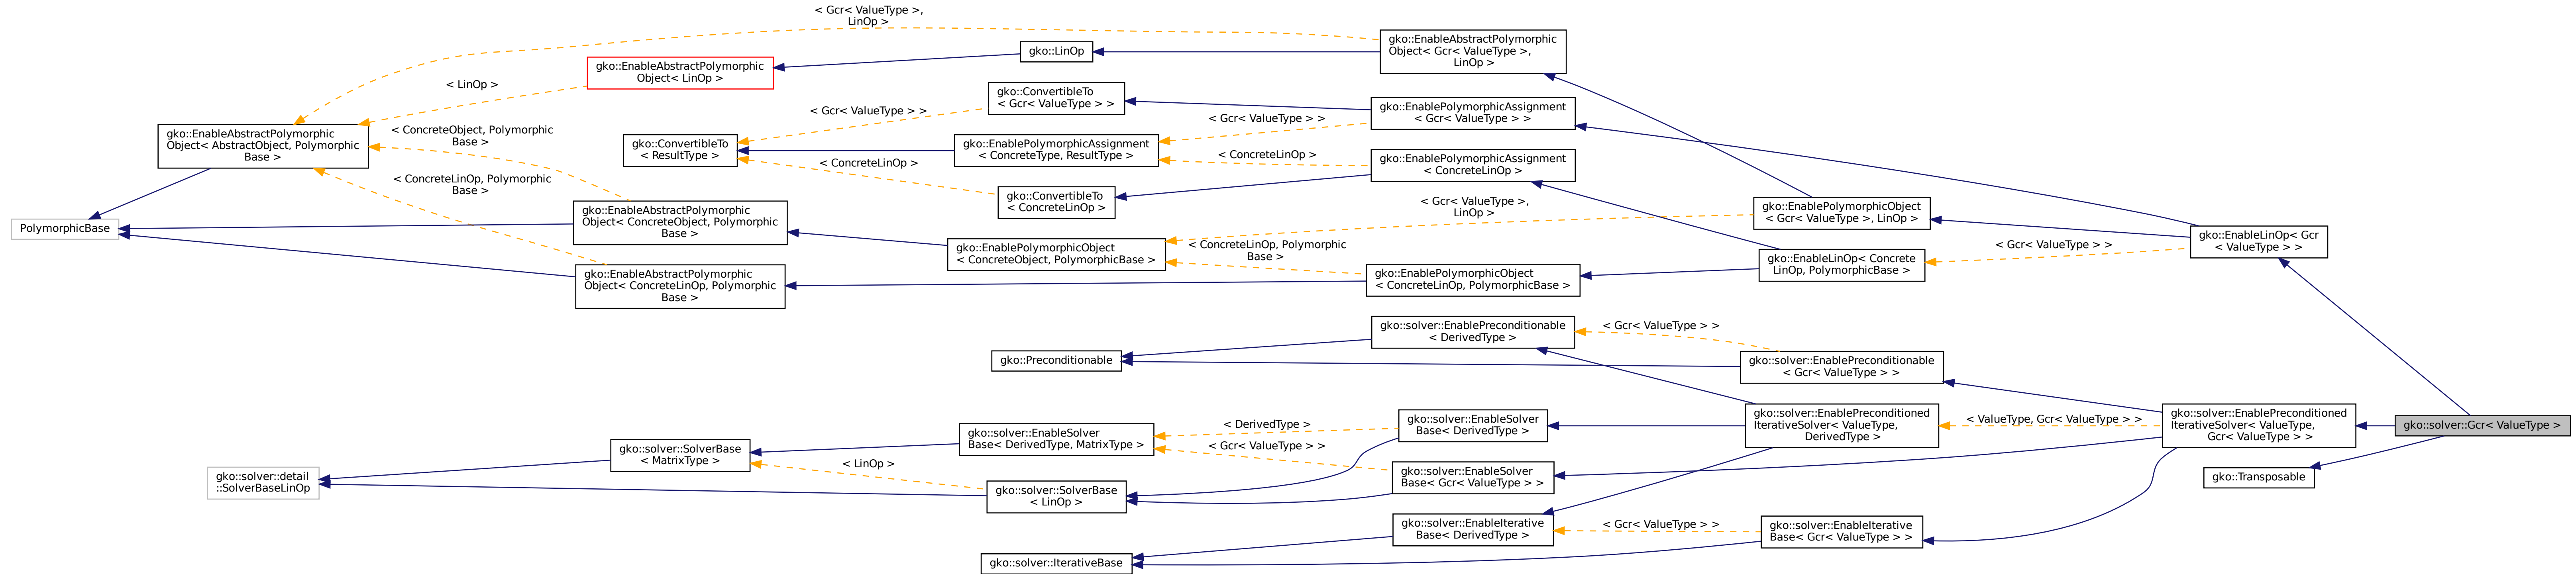 < Gcr< ValueType >,
LinOp >
gko::EnableAbstractPolymorphic
Object< Gcr< ValueType >,
LinOp >
gko::LinOp
gko::EnableAbstractPolymorphic
Object< LinOp >
< LinOp >
gko::ConvertibleTo
< Gcr< ValueType > >
gko::EnablePolymorphicAssignment
< Gcr< ValueType > >
< Gcr< ValueType > >
< Gcr< ValueType > >
gko::EnableAbstractPolymorphic
Object< AbstractObject, Polymorphic
Base >
< ConcreteObject, Polymorphic
Base >
gko::ConvertibleTo
< ResultType >
gko::EnablePolymorphicAssignment
< ConcreteType, ResultType >
< ConcreteLinOp >
< ConcreteLinOp >
gko::EnablePolymorphicAssignment
< ConcreteLinOp >
< ConcreteLinOp, Polymorphic
Base >
gko::ConvertibleTo
< ConcreteLinOp >
PolymorphicBase
gko::EnableAbstractPolymorphic
Object< ConcreteObject, Polymorphic
Base >
< Gcr< ValueType >,
LinOp >
gko::EnablePolymorphicObject
< Gcr< ValueType >, LinOp >
gko::EnableLinOp< Gcr
< ValueType > >
gko::EnablePolymorphicObject
< ConcreteObject, PolymorphicBase >
< ConcreteLinOp, Polymorphic
Base >
< Gcr< ValueType > >
gko::EnableLinOp< Concrete
LinOp, PolymorphicBase >
gko::EnableAbstractPolymorphic
Object< ConcreteLinOp, Polymorphic
Base >
gko::EnablePolymorphicObject
< ConcreteLinOp, PolymorphicBase >
gko::solver::EnablePreconditionable
< DerivedType >
< Gcr< ValueType > >
gko::Preconditionable
gko::solver::EnablePreconditionable
< Gcr< ValueType > >
gko::solver::EnableSolver
Base< DerivedType >
gko::solver::EnablePreconditioned
IterativeSolver< ValueType,
DerivedType >
< ValueType, Gcr< ValueType > >
gko::solver::EnablePreconditioned
IterativeSolver< ValueType,
Gcr< ValueType > >
gko::solver::Gcr< ValueType >
gko::solver::EnableSolver
Base< DerivedType, MatrixType >
< DerivedType >
< Gcr< ValueType > >
gko::solver::SolverBase
< MatrixType >
< LinOp >
gko::solver::detail
::SolverBaseLinOp
gko::solver::EnableSolver
Base< Gcr< ValueType > >
gko::Transposable
gko::solver::SolverBase
< LinOp >
gko::solver::EnableIterative
Base< DerivedType >
< Gcr< ValueType > >
gko::solver::EnableIterative
Base< Gcr< ValueType > >
gko::solver::IterativeBase